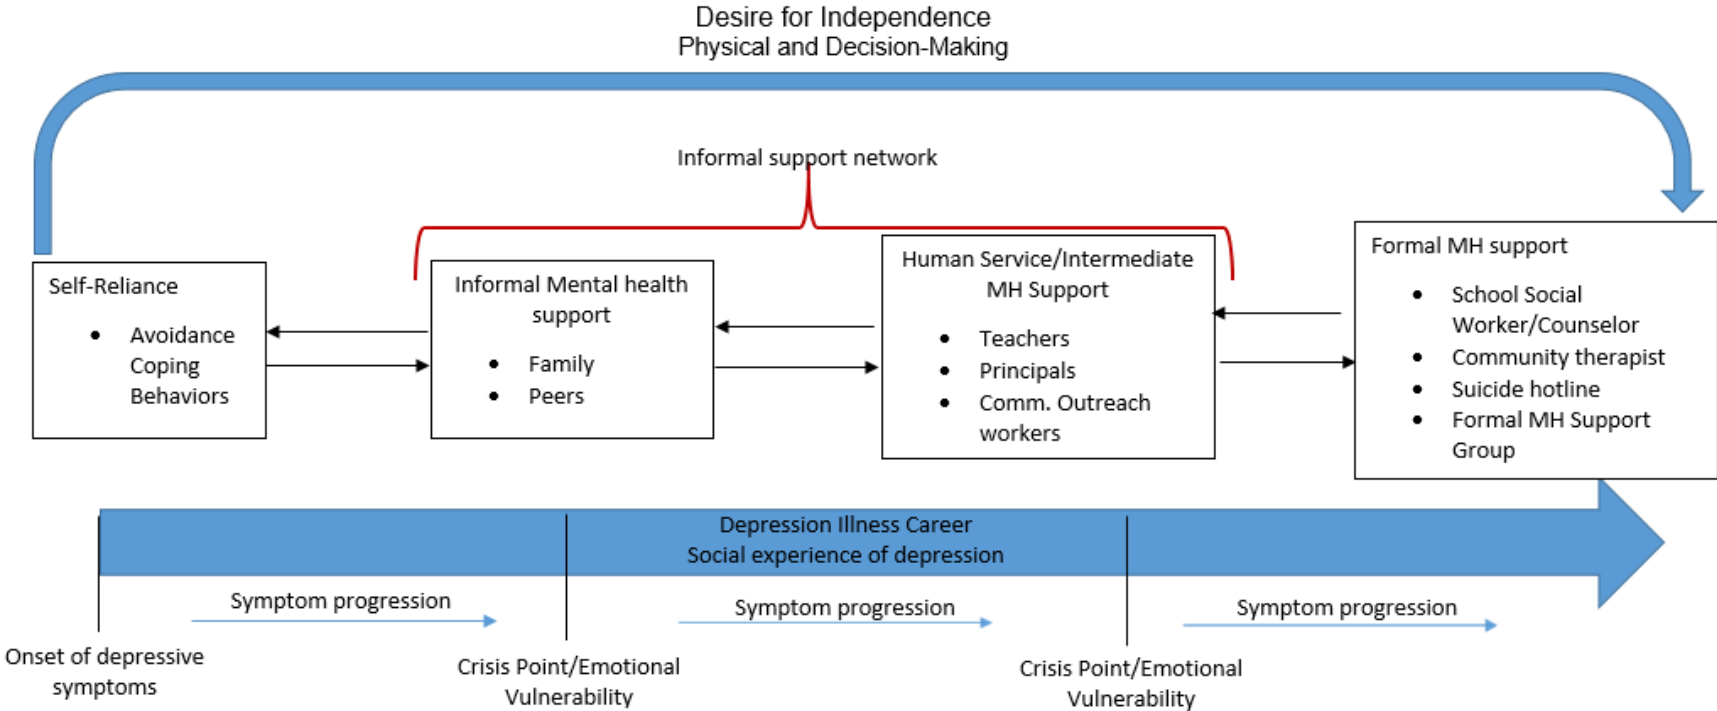 Desire for Independence
Physical and Decision-Making
Informal support network
Self-Reliance
• Avoidance
Coping
Behaviors
Informal Mental health
support
• Family
• Peers
Human Service/Intermediate
MH Support
• Teachers
• Principals
• Comm. Outreach
workers
Formal MH support
• School Social
Worker/Counselor
• Community therapist
• Suicide hotline
• Formal MH Support
Group
Depression Illness Career
Social experience of depression
Symptom progression
Symptom progression
Symptom progression
Onset of depressive
symptoms
Crisis Point/Emotional
Vulnerability
Crisis Point/Emotional
Vulnerability